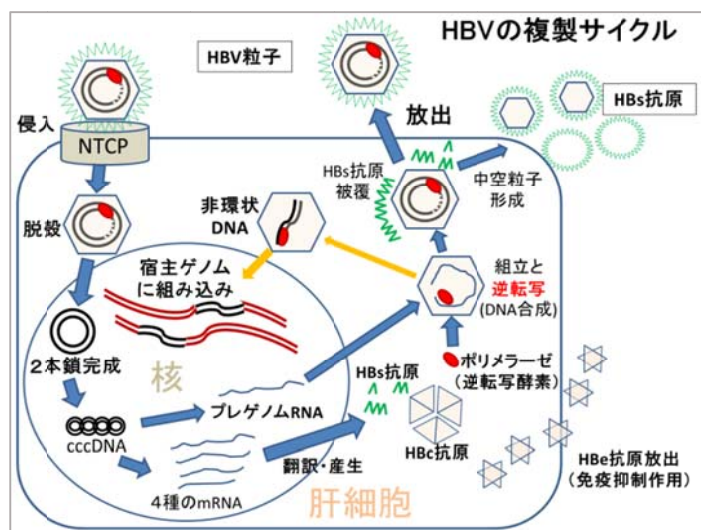 HBVの複製サイクル
HBV粒子
放出
HBs抗原
侵入
NTCP
HBs抗原
被覆
中空粒子
形成
脱殻
非環状
DNA
宿主ゲノム
に組み込み
組立と
逆転写
(DNA合成)
2本鎖完成
核
HBs抗原
ポリメラーゼ
(逆転写酵素)
プレゲノムRNA
cccDNA
HBc抗原
翻訳・産生
4種のmRNA
肝細胞
HBe抗原放出
(免疫抑制作用)